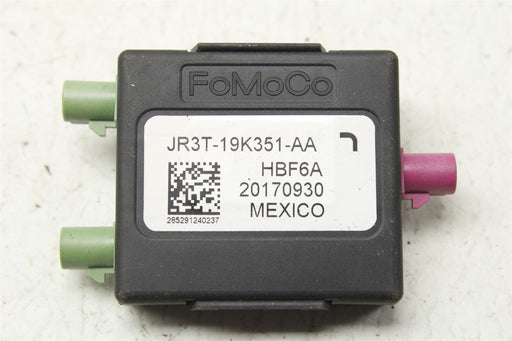 FoMoCo
JR3T-19K351-AA
HBF6A
20170930
MEXICO
285291240237